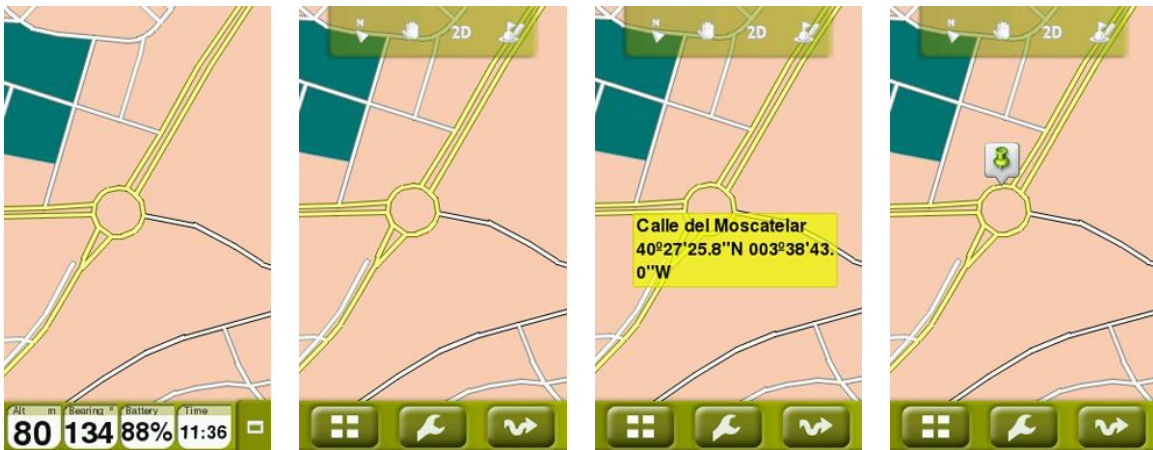 N
2D
N
2D
N
2D
Calle del Moscatelar
40º27'25.8"N 003º38'43.
0"W
Alt m Bearing º Battery Time
80 134 88% 11:36